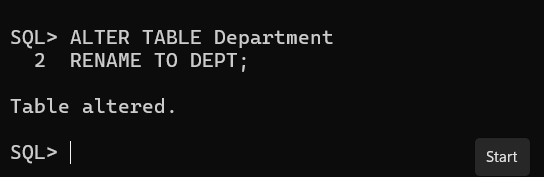 SQL> ALTER TABLE Department
2 RENAME TO DEPT;
Table altered.
SQL>
Start